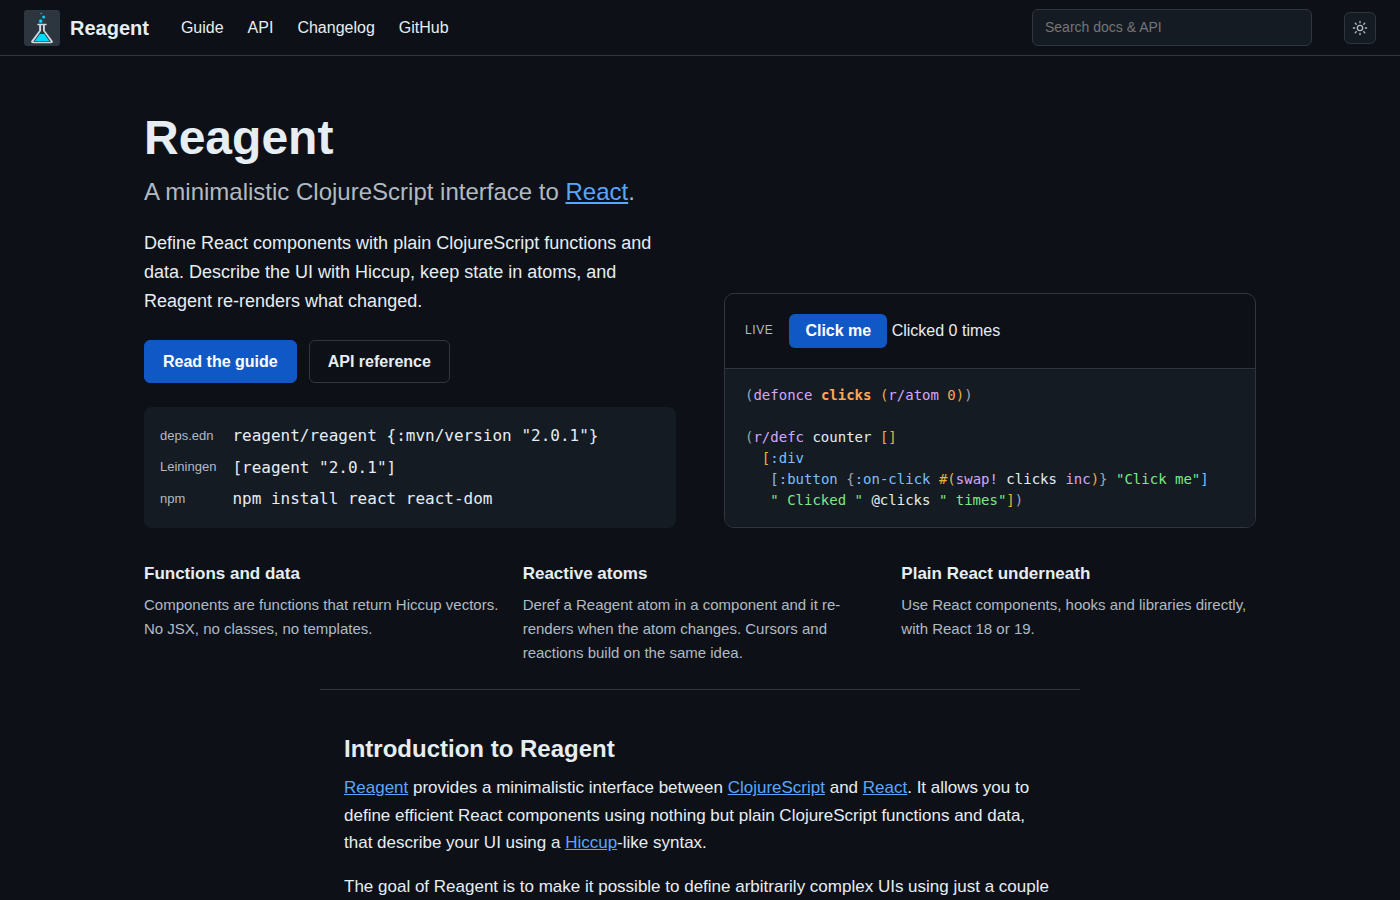 Reagent Guide API Changelog GitHub Search docs & API
Reagent
A minimalistic ClojureScript interface to React.
Define React components with plain ClojureScript functions and
data. Describe the UI with Hiccup, keep state in atoms, and
Reagent re-renders what changed.
Read the guide API reference
deps.edn reagent/reagent {:mvn/version "2.0.1"}
Leiningen [reagent "2.0.1"]
npm npm install react react-dom
LIVE Click me Clicked 0 times
(defonce clicks (r/atom 0))
(r/defc counter []
[:div
[:button {:on-click #(swap! clicks inc)} "Click me"]
" Clicked " @clicks " times"])
Functions and data
Components are functions that return Hiccup vectors.
No JSX, no classes, no templates.
Reactive atoms
Deref a Reagent atom in a component and it re-
renders when the atom changes. Cursors and
reactions build on the same idea.
Plain React underneath
Use React components, hooks and libraries directly,
with React 18 or 19.
Introduction to Reagent
Reagent provides a minimalistic interface between ClojureScript and React. It allows you to
define efficient React components using nothing but plain ClojureScript functions and data,
that describe your UI using a Hiccup-like syntax.
The goal of Reagent is to make it possible to define arbitrarily complex UIs using just a couple